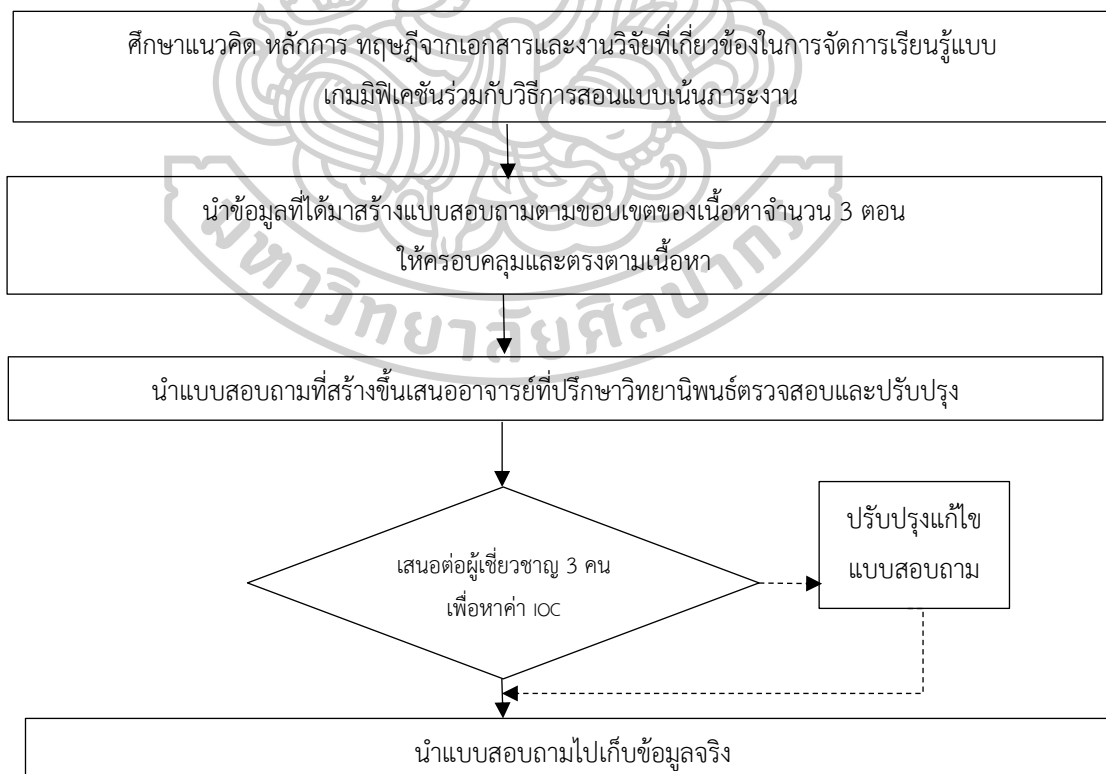 ศึกษาแนวคิด หลักการ ทฤษฎีจากเอกสารและงานวิจัยที่เกี่ยวข้องในการจัดการเรียนรู้แบบ
เกมมิฟิเคชันร่วมกับวิธีการสอนแบบเน้นภาระงาน
นำข้อมูลที่ได้มาสร้างแบบสอบถามตามขอบเขตของเนื้อหาจำนวน 3 ตอน
ให้ครอบคลุมและตรงตามเนื้อหา
มหาวิทยาลัยศิลปากร
นำแบบสอบถามที่สร้างขึ้นเสนออาจารย์ที่ปรึกษาวิทยานิพนธ์ตรวจสอบและปรับปรุง
เสนอต่อผู้เชี่ยวชาญ 3 คน
เพื่อหาค่า IOC
ปรับปรุงแก้ไข
แบบสอบถาม
นำแบบสอบถามไปเก็บข้อมูลจริง